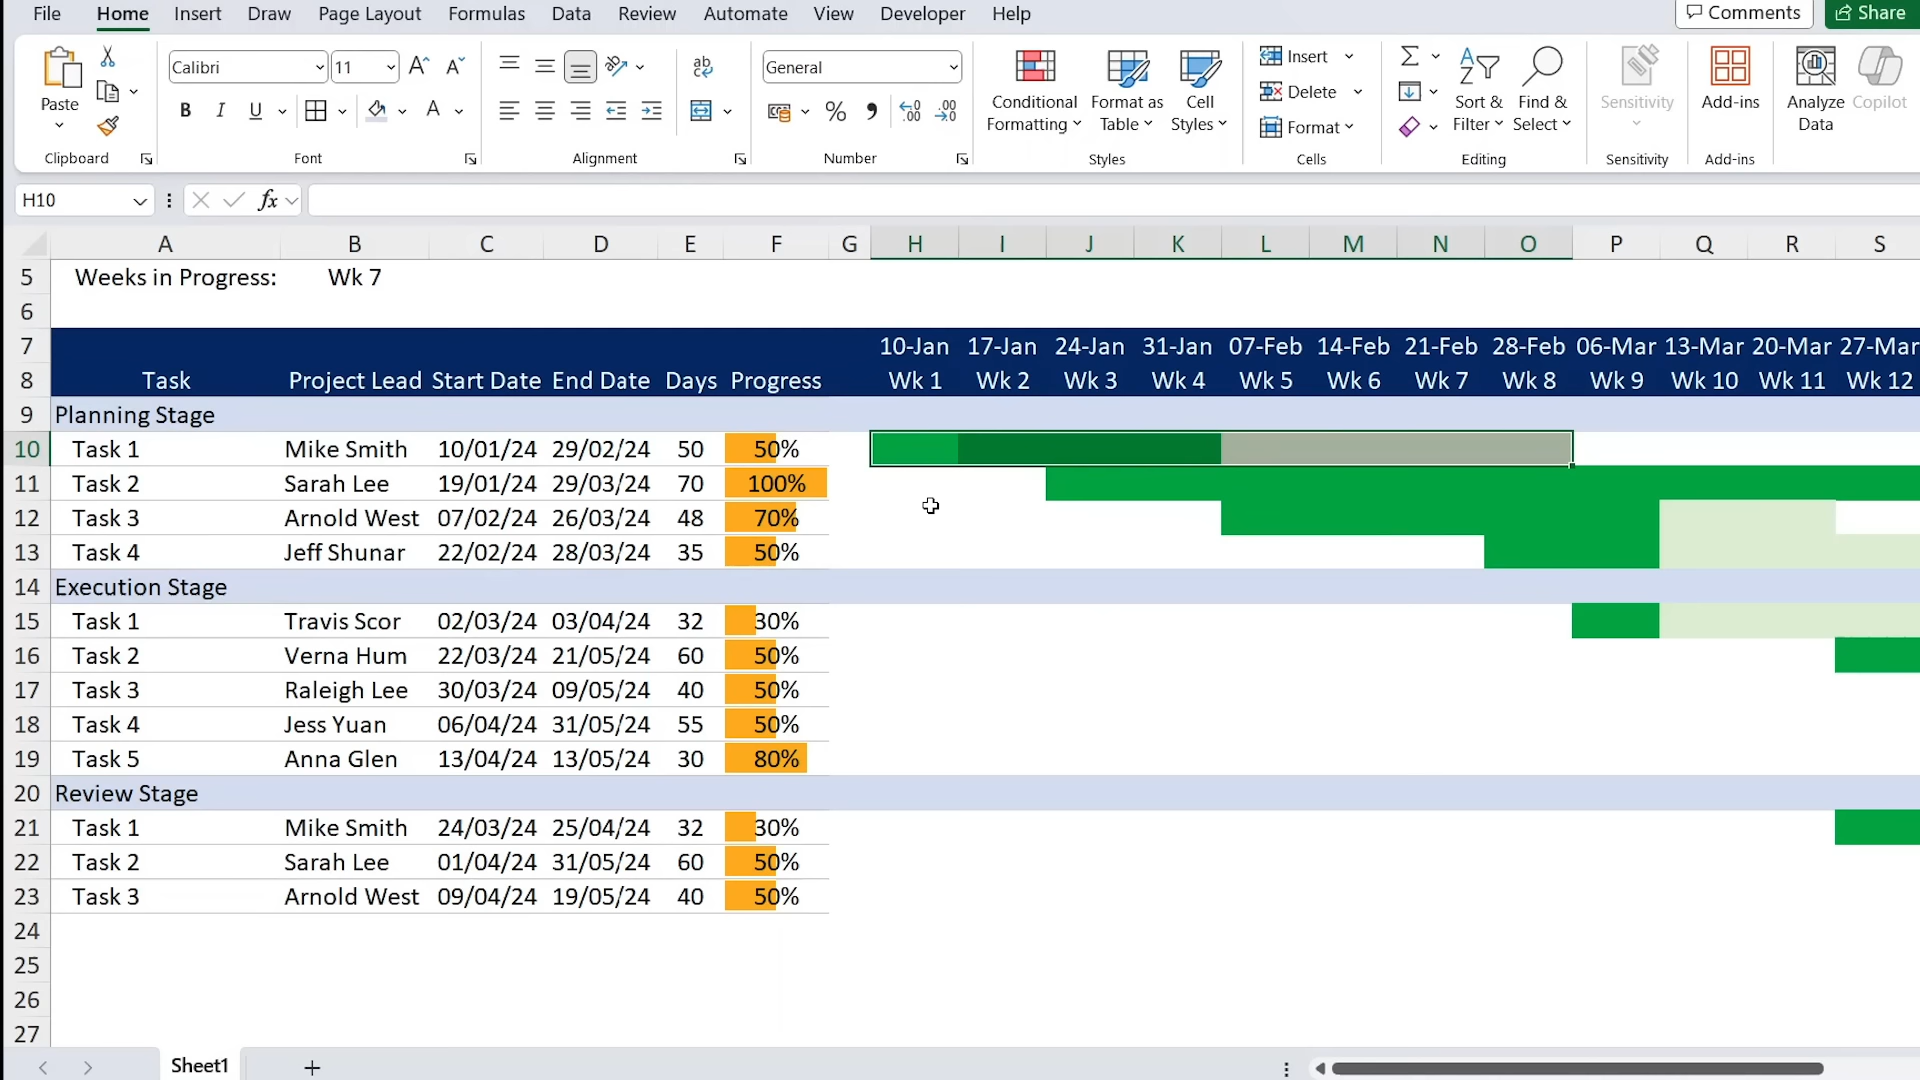 File Home Insert Draw Page Layout Formulas Data Review Automate View Developer Help Comments Share
Calibri 11 General Insert
Paste Conditional Formatting Format as Table Cell Styles Delete Sort & Filter Find & Select Sensitivity Add-ins Analyze Data Copilot
B I U A % Format
Clipboard Font Alignment Number Styles Cells Editing Sensitivity Add-ins
H10 fx
A B C D E F G H I J K L M N O P Q R S
5 Weeks in Progress: Wk 7
6
7 10-Jan 17-Jan 24-Jan 31-Jan 07-Feb 14-Feb 21-Feb 28-Feb 06-Mar 13-Mar 20-Mar 27-Mar
8 Task Project Lead Start Date End Date Days Progress Wk 1 Wk 2 Wk 3 Wk 4 Wk 5 Wk 6 Wk 7 Wk 8 Wk 9 Wk 10 Wk 11 Wk 12
9 Planning Stage
10 Task 1 Mike Smith 10/01/24 29/02/24 50 50%
11 Task 2 Sarah Lee 19/01/24 29/03/24 70 100%
12 Task 3 Arnold West 07/02/24 26/03/24 48 70%
13 Task 4 Jeff Shunar 22/02/24 28/03/24 35 50%
14 Execution Stage
15 Task 1 Travis Scor 02/03/24 03/04/24 32 30%
16 Task 2 Verna Hum 22/03/24 21/05/24 60 50%
17 Task 3 Raleigh Lee 30/03/24 09/05/24 40 50%
18 Task 4 Jess Yuan 06/04/24 31/05/24 55 50%
19 Task 5 Anna Glen 13/04/24 13/05/24 30 80%
20 Review Stage
21 Task 1 Mike Smith 24/03/24 25/04/24 32 30%
22 Task 2 Sarah Lee 01/04/24 31/05/24 60 50%
23 Task 3 Arnold West 09/04/24 19/05/24 40 50%
24
25
26
27
Sheet1